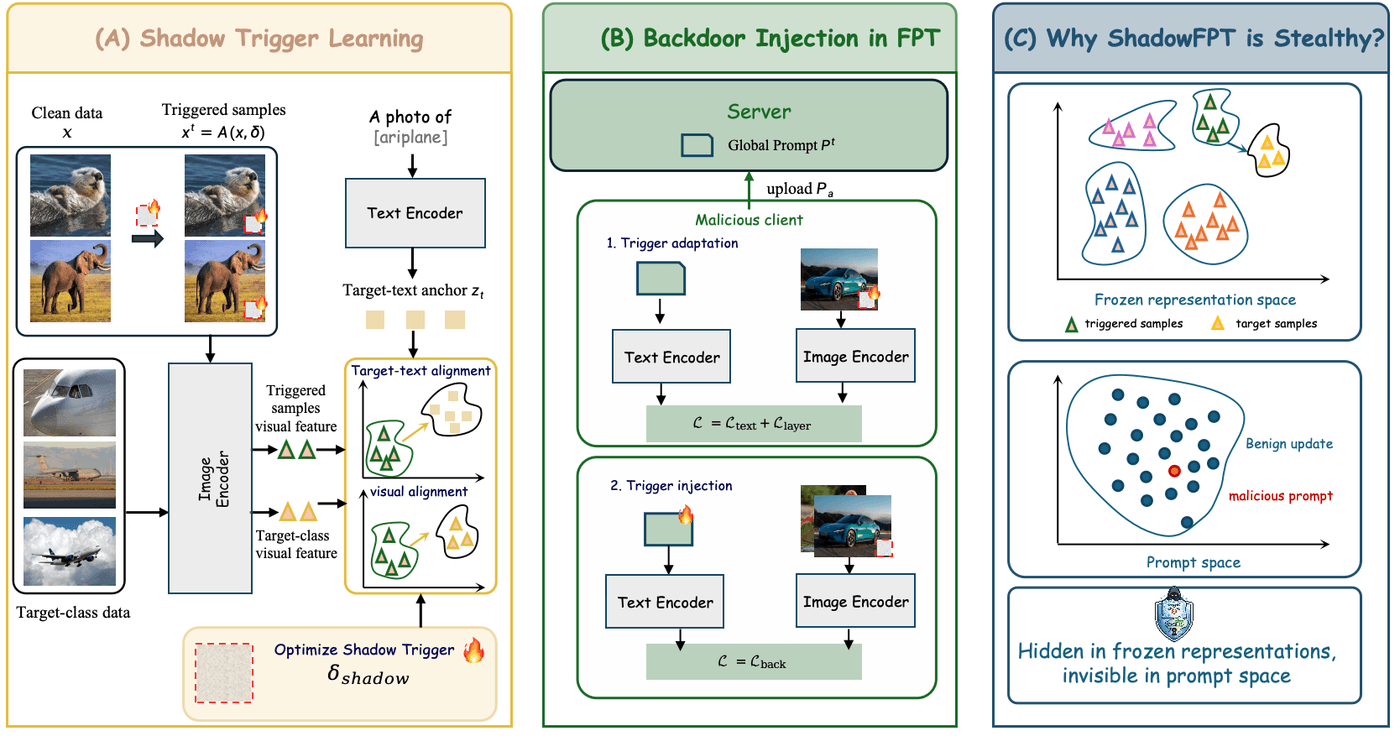 (A) Shadow Trigger Learning
Clean data
x
Triggered samples
x^t = A(x, δ)
A photo of
[ariplane]
Text Encoder
Target-text anchor z_t
Target-text alignment
Triggered
samples
visual feature
Image
Encoder
visual alignment
Target-class
visual feature
Target-class data
Optimize Shadow Trigger
δ_shadow
(B) Backdoor Injection in FPT
Server
Global Prompt P^t
upload P_a
Malicious client
1. Trigger adaptation
Text Encoder
Image Encoder
ℒ = ℒ_text + ℒ_layer
2. Trigger injection
Text Encoder
Image Encoder
ℒ = ℒ_back
(C) Why ShadowFPT is Stealthy?
Frozen representation space
triggered samples
target samples
Benign update
malicious prompt
Prompt space
Hidden in frozen representations,
invisible in prompt space